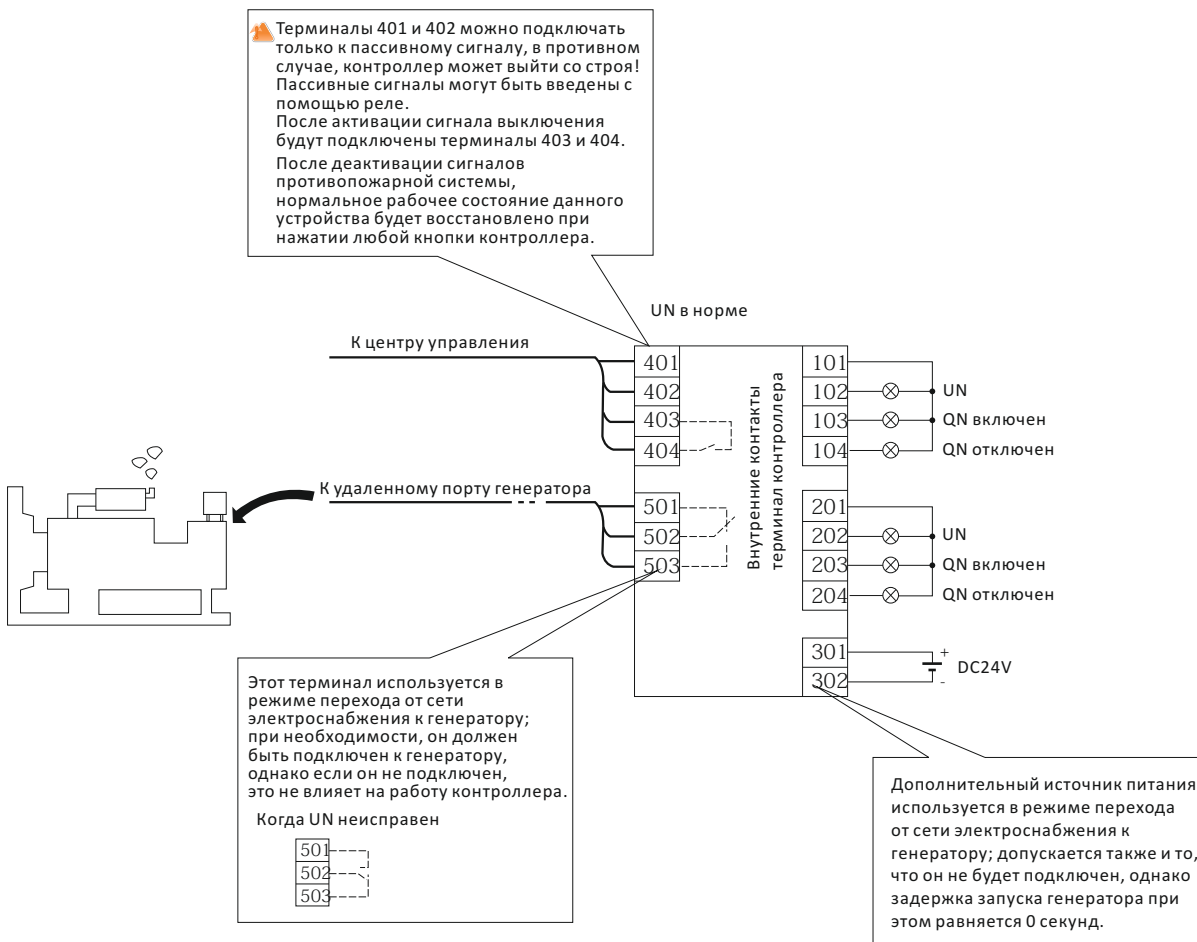 Терминалы 401 и 402 можно подключать
только к пассивному сигналу, в противном
случае, контроллер может выйти со строя!
Пассивные сигналы могут быть введены с
помощью реле.
После активации сигнала выключения
будут подключены терминалы 403 и 404.
После деактивации сигналов
противопожарной системы,
нормальное рабочее состояние данного
устройства будет восстановлено при
нажатии любой кнопки контроллера.
UN в норме
К центру управления
401
402
403
404
К удаленному порту генератора
501
502
503
Внутренние контакты
терминал контроллера
101
102 UN
103 QN включен
104 QN отключен
201
202 UN
203 QN включен
204 QN отключен
301 +
DC24V
302 -
Этот терминал используется в
режиме перехода от сети
электроснабжения к генератору;
при необходимости, он должен
быть подключен к генератору,
однако если он не подключен,
это не влияет на работу контроллера.
Когда UN неисправен
501
502
503
Дополнительный источник питания
используется в режиме перехода
от сети электроснабжения к
генератору; допускается также и то,
что он не будет подключен, однако
задержка запуска генератора при
этом равняется 0 секунд.